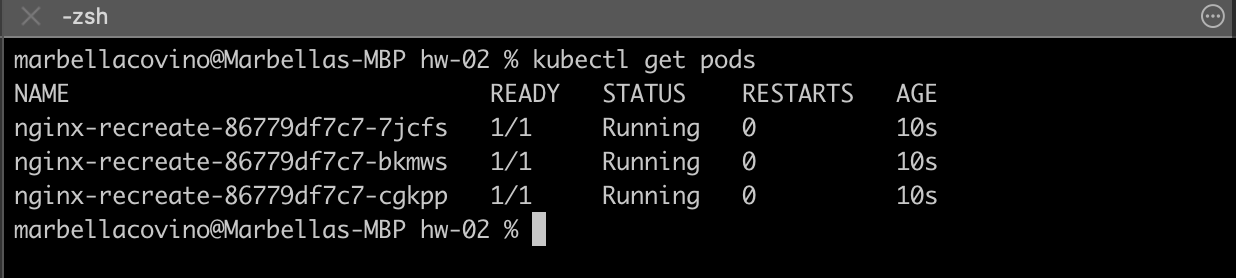 -zsh
marbellacovino@Marbellas-MBP hw-02 % kubectl get pods
NAME READY STATUS RESTARTS AGE
nginx-recreate-86779df7c7-7jcfs 1/1 Running 0 10s
nginx-recreate-86779df7c7-bkmws 1/1 Running 0 10s
nginx-recreate-86779df7c7-cgkpp 1/1 Running 0 10s
marbellacovino@Marbellas-MBP hw-02 %